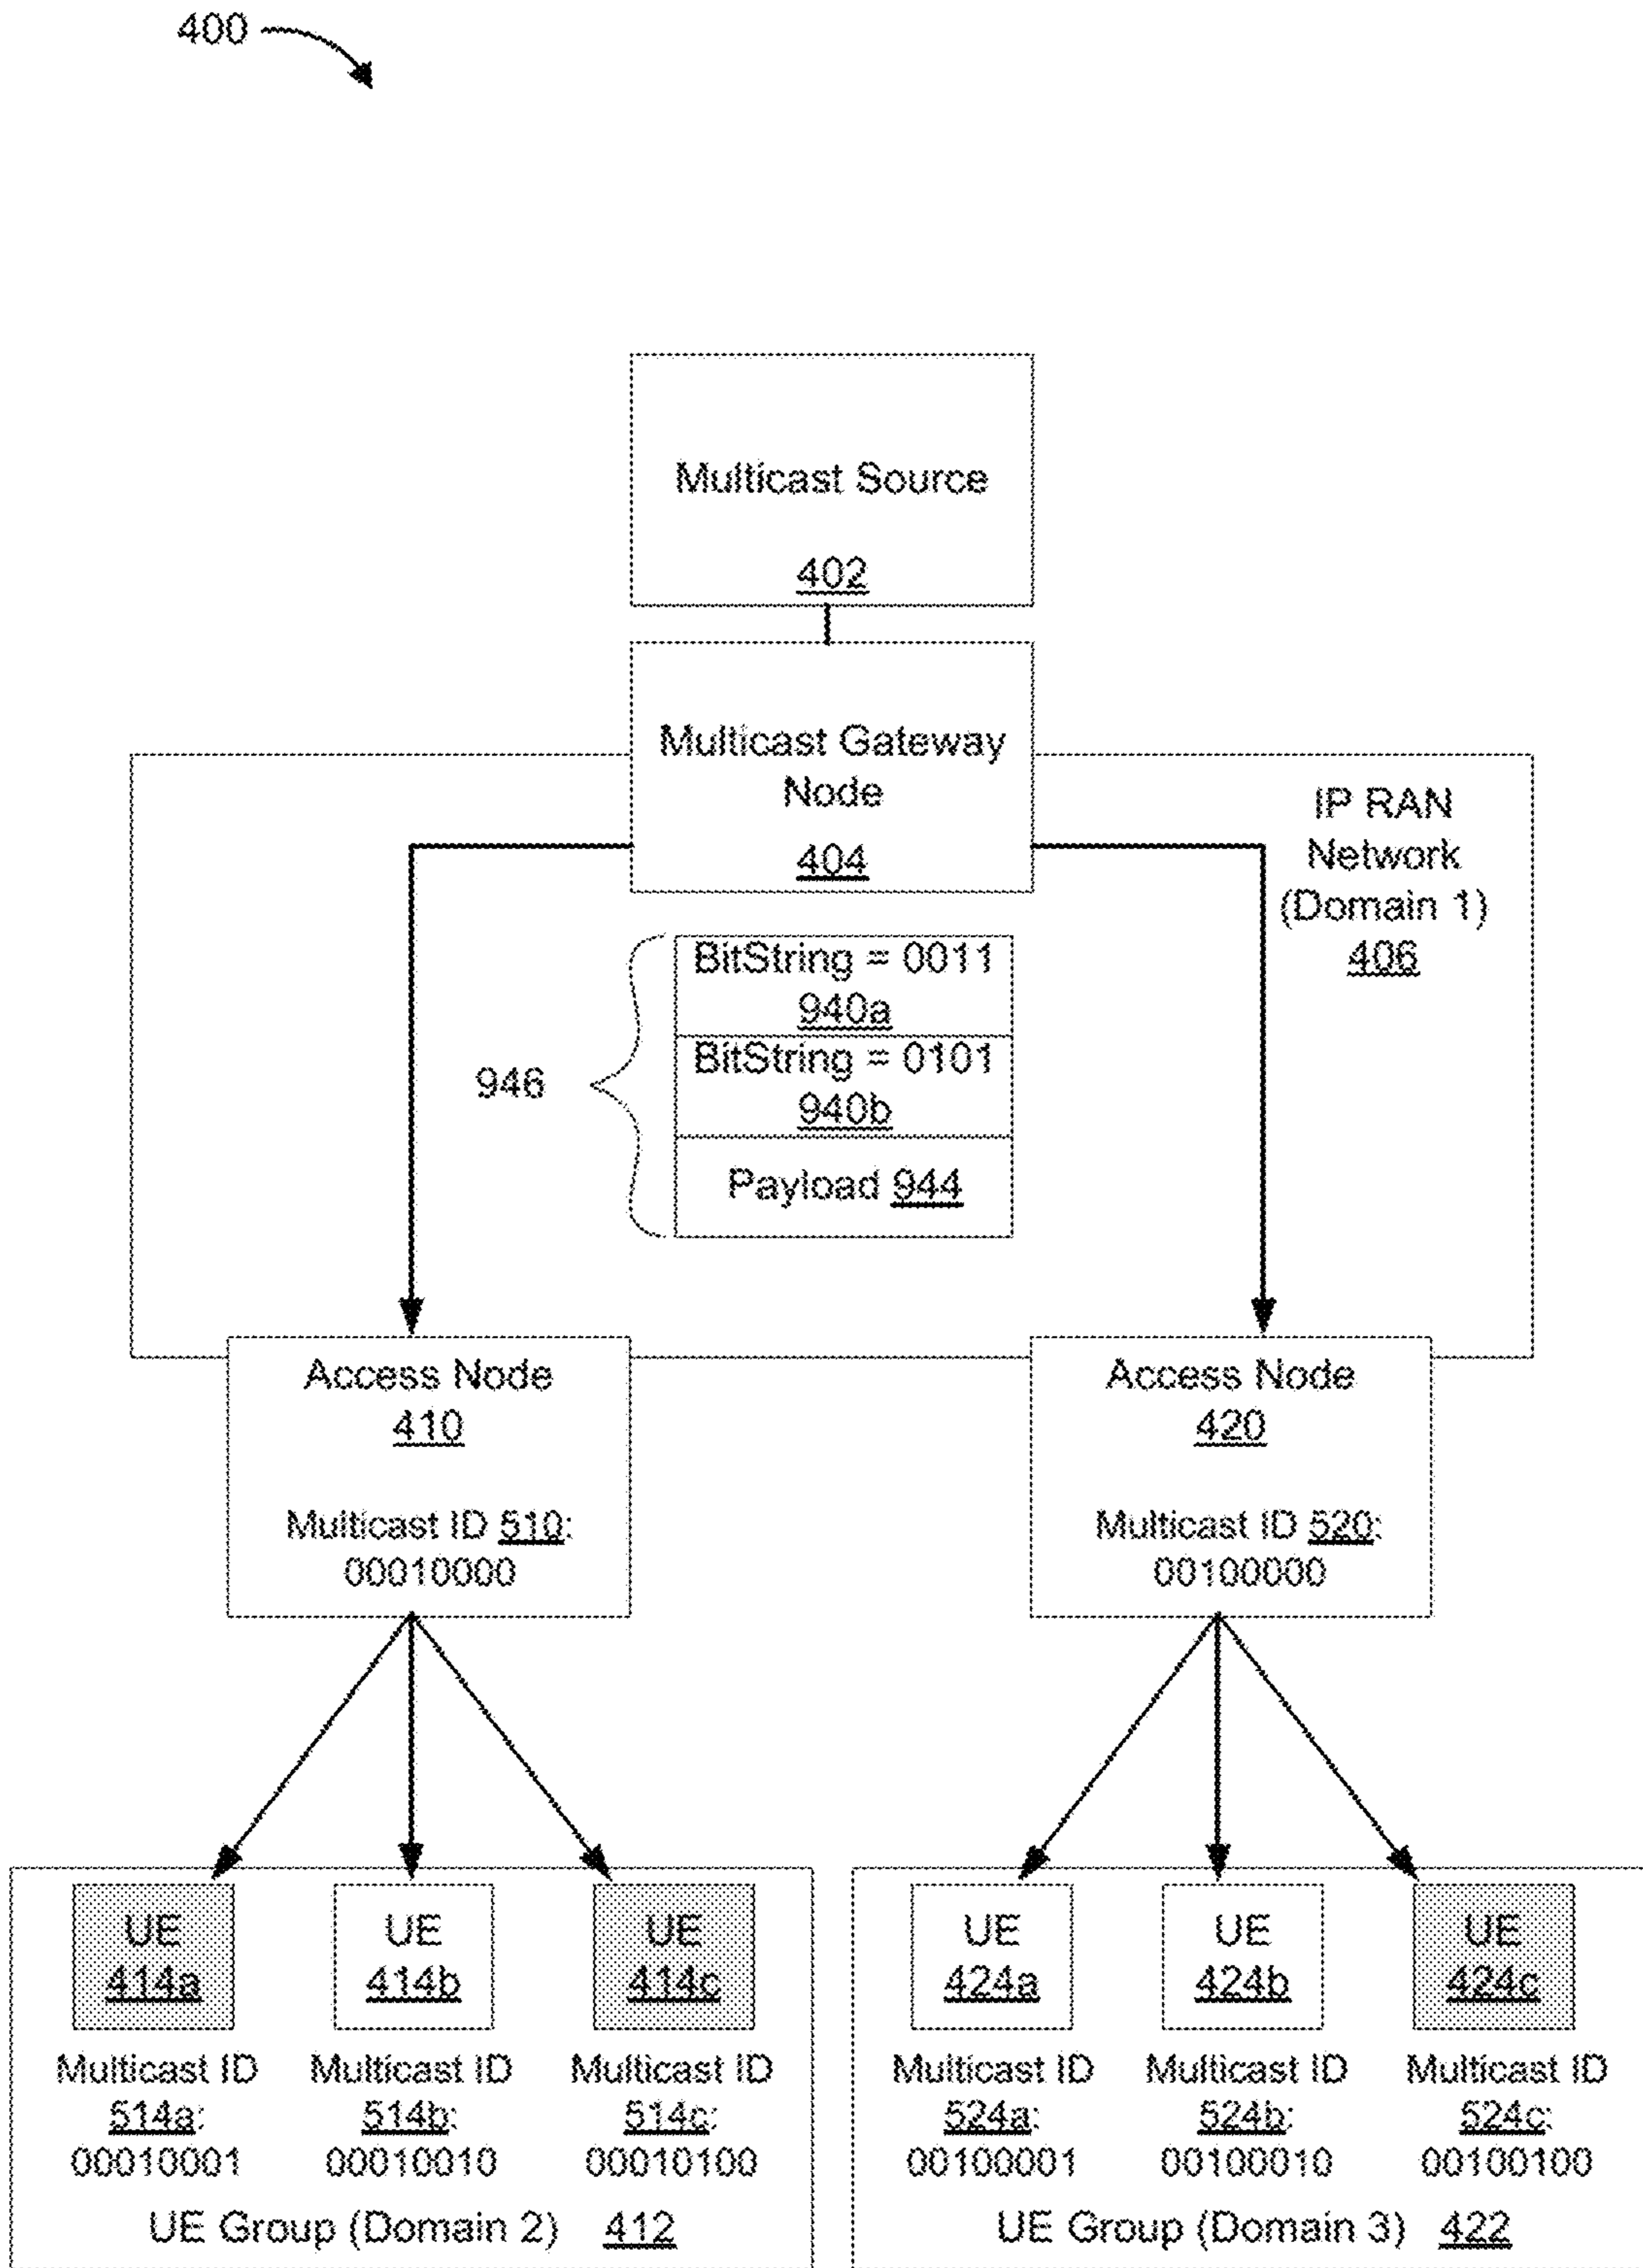 400
Multicast Source
402
Multicast Gateway
Node
404
IP RAN
Network
(Domain 1)
406
BitString = 0011
940a
BitString = 0101
940b
Payload 944
946
Access Node
410
Multicast ID 510:
00010000
Access Node
420
Multicast ID 520:
00100000
UE
414a
UE
414b
UE
414c
Multicast ID
514a:
00010001
Multicast ID
514b:
00010010
Multicast ID
514c:
00010100
UE Group (Domain 2) 412
UE
424a
UE
424b
UE
424c
Multicast ID
524a:
00100001
Multicast ID
524b:
00100010
Multicast ID
524c:
00100100
UE Group (Domain 3) 422